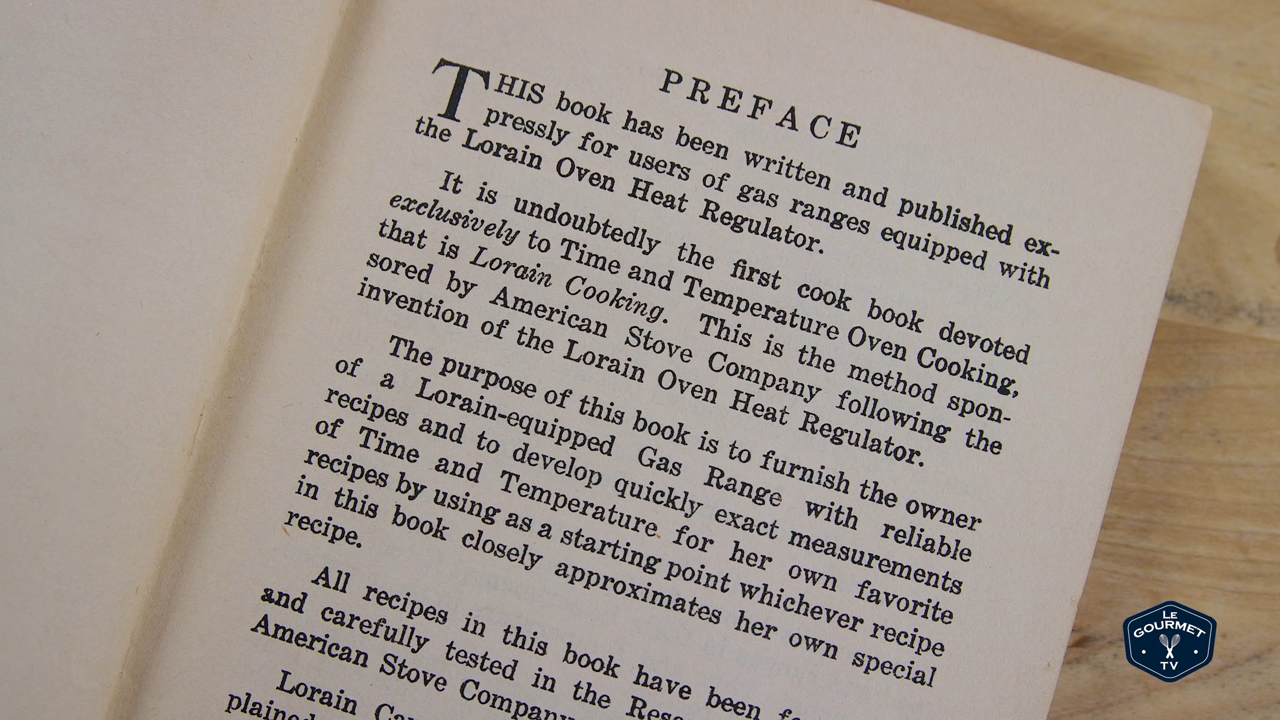 PREFACE
THIS book has been written and published ex-
pressly for users of gas ranges equipped with
the Lorain Oven Heat Regulator.
It is undoubtedly the first cook book devoted
exclusively to Time and Temperature Oven Cooking,
that is Lorain Cooking. This is the method spon-
sored by American Stove Company following the
invention of the Lorain Oven Heat Regulator.
The purpose of this book is to furnish the owner
of a Lorain-equipped Gas Range with reliable
recipes and to develop quickly exact measurements
of Time and Temperature for her own favorite
recipes by using as a starting point whichever recipe
in this book closely approximates her own special
recipe.
All recipes in this book have been
and carefully tested in the
American Stove Company
Lorain
LE
GOURMET
TV